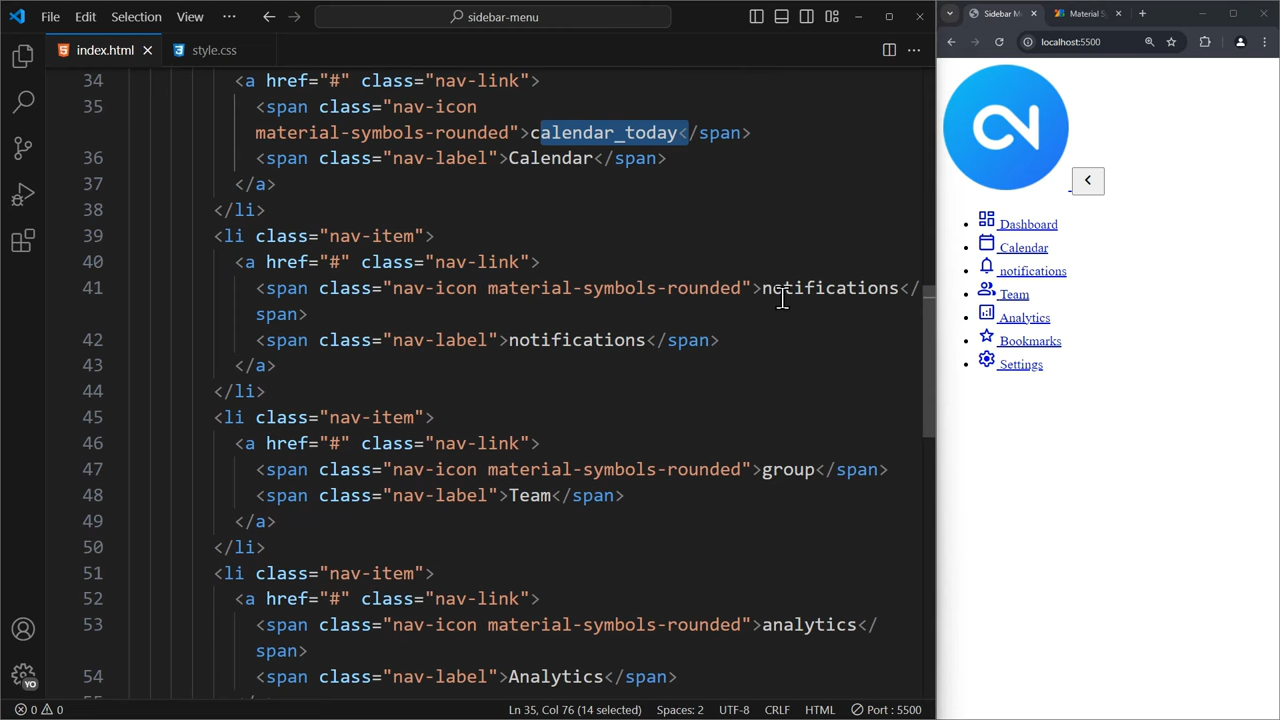 File Edit Selection View ··· sidebar-menu
index.html style.css
34 <a href="#" class="nav-link">
35 <span class="nav-icon
material-symbols-rounded">calendar_today</span>
36 <span class="nav-label">Calendar</span>
37 </a>
38 </li>
39 <li class="nav-item">
40 <a href="#" class="nav-link">
41 <span class="nav-icon material-symbols-rounded">notifications</
span>
42 <span class="nav-label">notifications</span>
43 </a>
44 </li>
45 <li class="nav-item">
46 <a href="#" class="nav-link">
47 <span class="nav-icon material-symbols-rounded">group</span>
48 <span class="nav-label">Team</span>
49 </a>
50 </li>
51 <li class="nav-item">
52 <a href="#" class="nav-link">
53 <span class="nav-icon material-symbols-rounded">analytics</
span>
54 <span class="nav-label">Analytics</span>
YO
0 0 Ln 35, Col 76 (14 selected) Spaces: 2 UTF-8 CRLF HTML Port : 5500
Sidebar M Material S
localhost:5500
CN
Dashboard
Calendar
notifications
Team
Analytics
Bookmarks
Settings